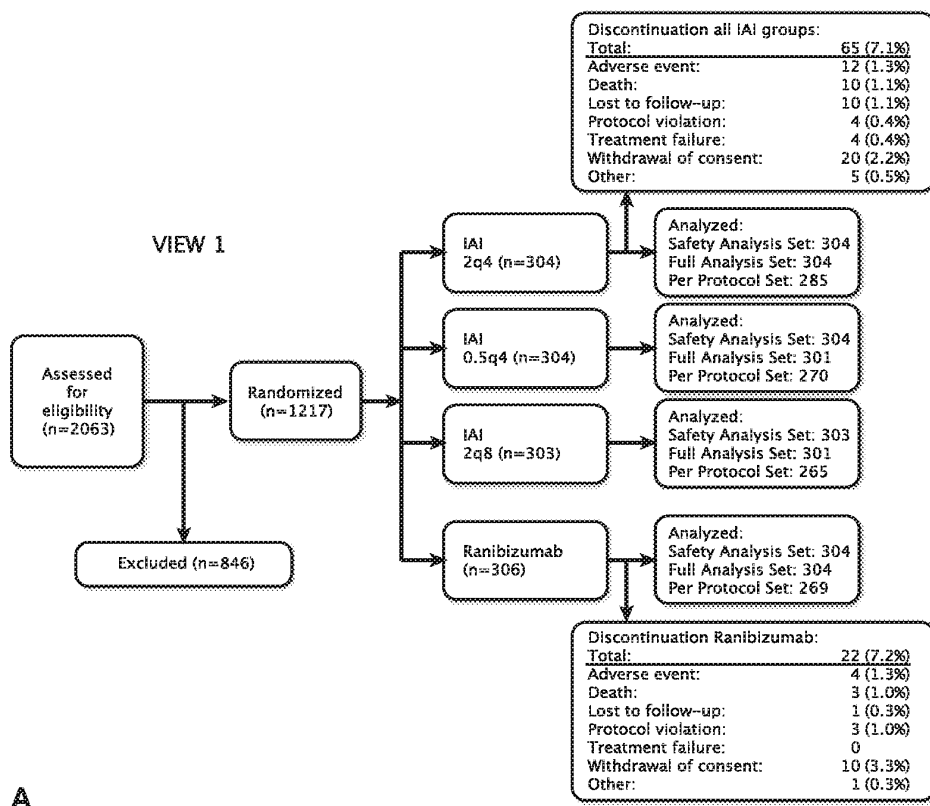 Discontinuation all IAI groups:
Total: 65 (7.1%)
Adverse event: 12 (1.3%)
Death: 10 (1.1%)
Lost to follow--up: 10 (1.1%)
Protocol violation: 4 (0.4%)
Treatment failure: 4 (0.4%)
Withdrawal of consent: 20 (2.2%)
Other: 5 (0.5%)
VIEW 1
IAI
2q4 (n=304)
Analyzed:
Safety Analysis Set: 304
Full Analysis Set: 304
Per Protocol Set: 285
IAI
0.5q4 (n=304)
Analyzed:
Safety Analysis Set: 304
Full Analysis Set: 301
Per Protocol Set: 270
Assessed
for
eligibility
(n=2063)
Randomized
(n=1217)
IAI
2q8 (n=303)
Analyzed:
Safety Analysis Set: 303
Full Analysis Set: 301
Per Protocol Set: 265
Excluded (n=846)
Ranibizumab
(n=306)
Analyzed:
Safety Analysis Set: 304
Full Analysis Set: 304
Per Protocol Set: 269
Discontinuation Ranibizumab:
Total: 22 (7.2%)
Adverse event: 4 (1.3%)
Death: 3 (1.0%)
Lost to follow--up: 1 (0.3%)
Protocol violation: 3 (1.0%)
Treatment failure: 0
Withdrawal of consent: 10 (3.3%)
Other: 1 (0.3%)
A